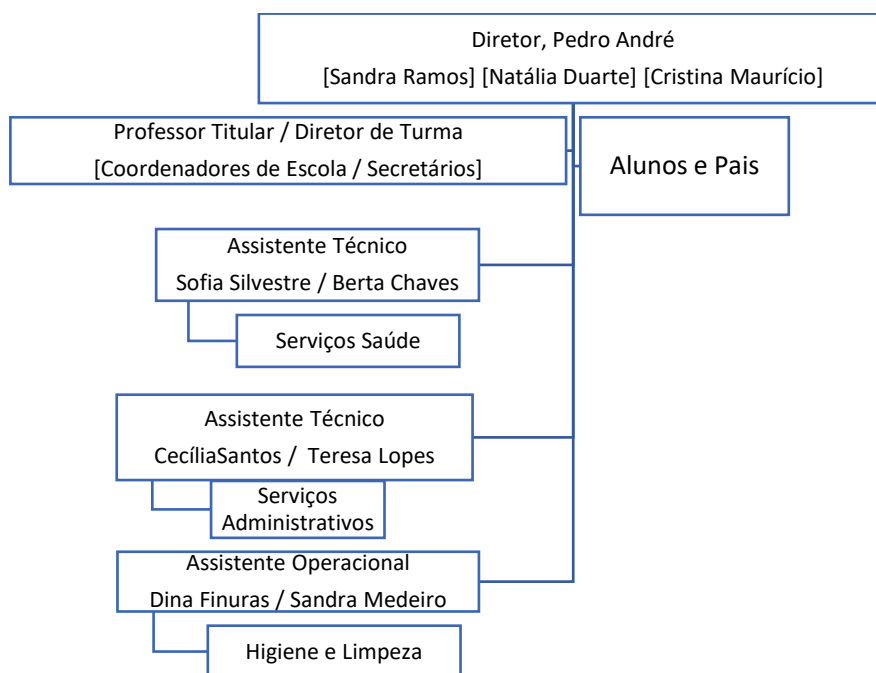 Diretor, Pedro André
[Sandra Ramos] [Natália Duarte] [Cristina Maurício]
Professor Titular / Diretor de Turma
[Coordenadores de Escola / Secretários]
Alunos e Pais
Assistente Técnico
Sofia Silvestre / Berta Chaves
Serviços Saúde
Assistente Técnico
CecíliaSantos / Teresa Lopes
Serviços
Administrativos
Assistente Operacional
Dina Finuras / Sandra Medeiro
Higiene e Limpeza